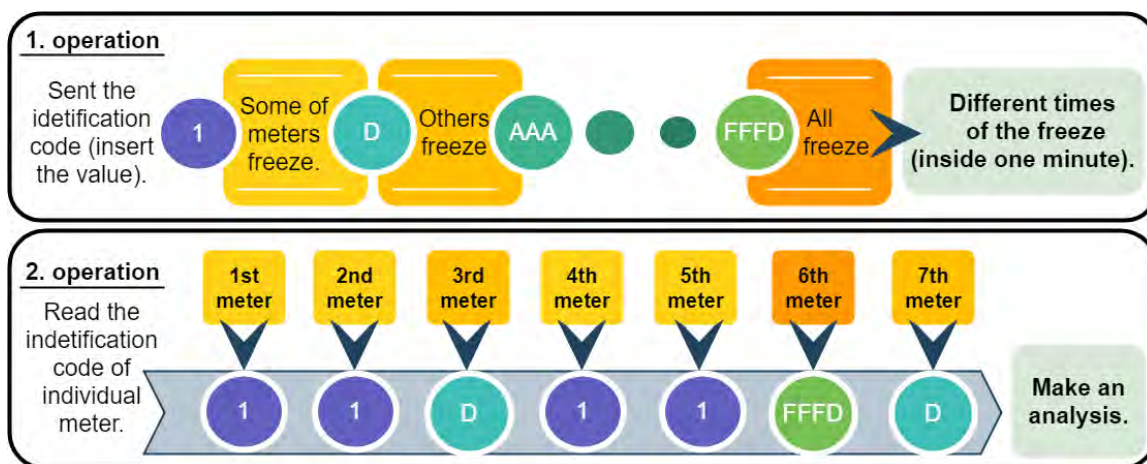 1. operation
Sent the
idetification
code (insert
the value).
1
Some of
meters
freeze.
D
Others
freeze
AAA
FFFD
All
freeze
Different times
of the freeze
(inside one minute).
2. operation
Read the
indetification
code of
individual
meter.
1st
meter
2nd
meter
3rd
meter
4th
meter
5th
meter
6th
meter
7th
meter
1
1
D
1
1
FFFD
D
Make an
analysis.